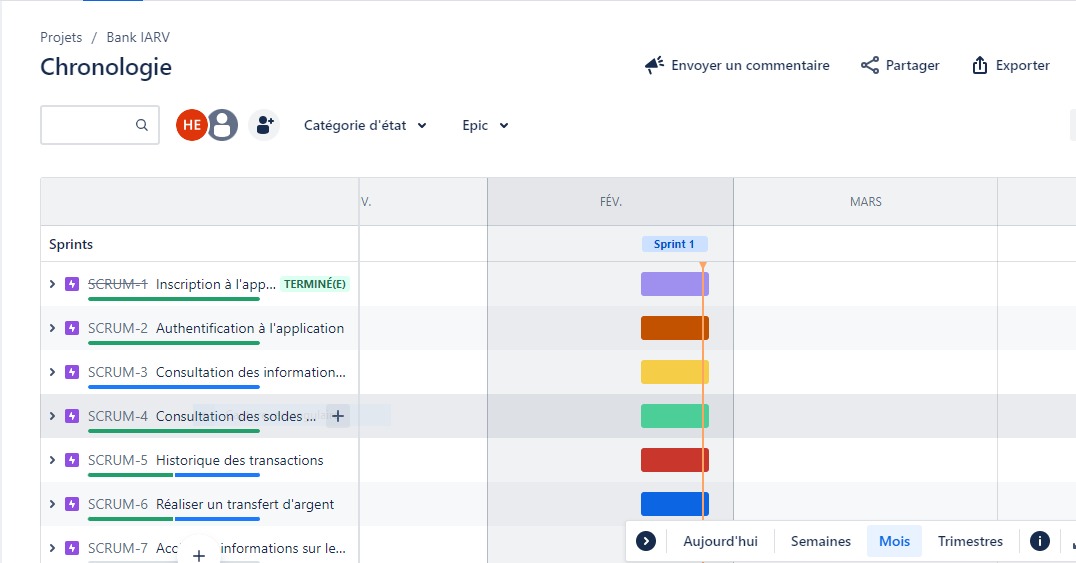 Projets / Bank IARV
Chronologie
Envoyer un commentaire
Partager
Exporter
HE
Catégorie d'état
Epic
V.
FÉV.
MARS
Sprints
Sprint 1
SCRUM-1 Inscription à l'app... TERMINÉ(E)
SCRUM-2 Authentification à l'application
SCRUM-3 Consultation des information...
SCRUM-4 Consultation des soldes ...
SCRUM-5 Historique des transactions
SCRUM-6 Réaliser un transfert d'argent
SCRUM-7 informations sur le...
Aujourd'hui
Semaines
Mois
Trimestres